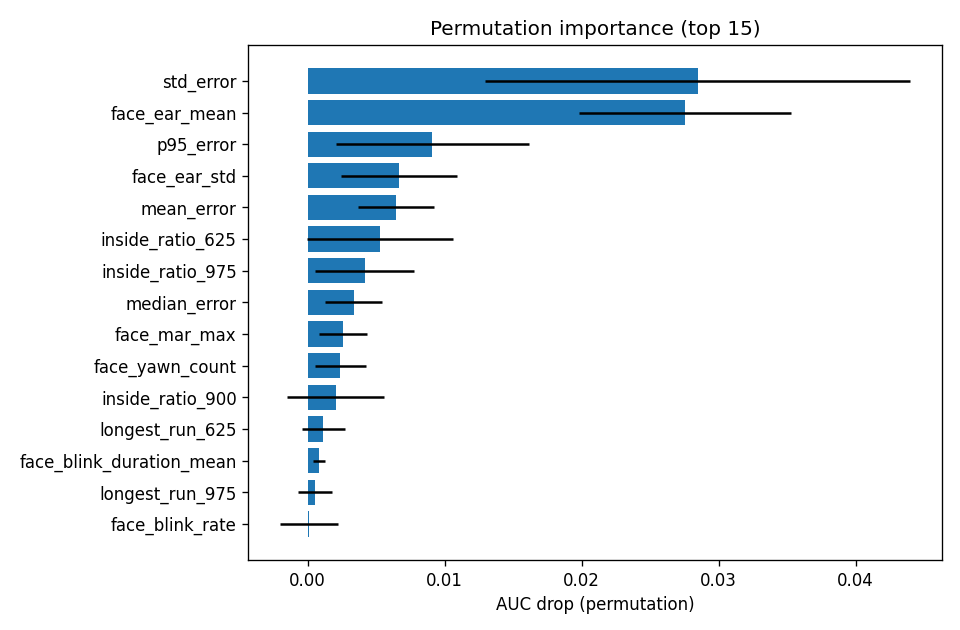 Permutation importance (top 15)
std_error
face_ear_mean
p95_error
face_ear_std
mean_error
inside_ratio_625
inside_ratio_975
median_error
face_mar_max
face_yawn_count
inside_ratio_900
longest_run_625
face_blink_duration_mean
longest_run_975
face_blink_rate
0.00 0.01 0.02 0.03 0.04
AUC drop (permutation)